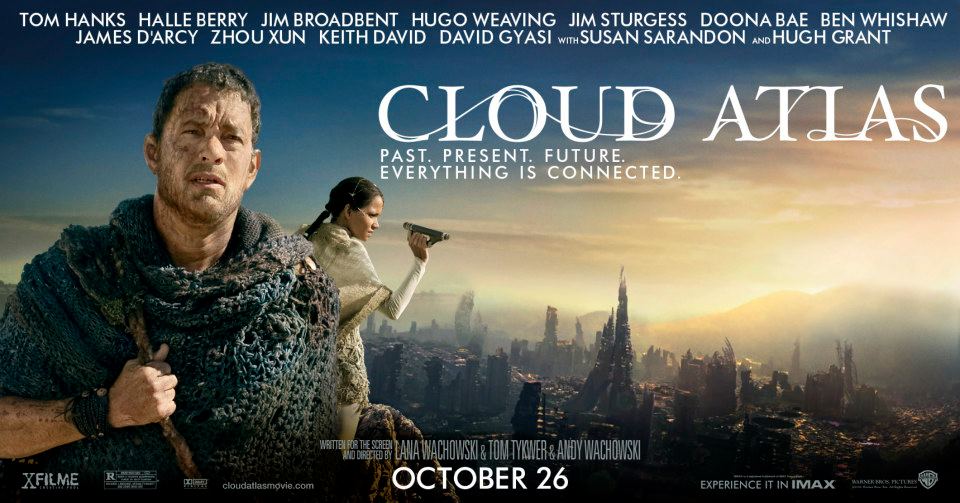 TOM HANKS HALLE BERRY JIM BROADBENT HUGO WEAVING JIM STURGESS DOONA BAE BEN WHISHAW
JAMES D'ARCY ZHOU XUN KEITH DAVID DAVID GYASI WITH SUSAN SARANDON AND HUGH GRANT
CLOUD ATLAS
PAST. PRESENT. FUTURE.
EVERYTHING IS CONNECTED.
WRITTEN FOR THE SCREEN
AND DIRECTED BY LANA WACHOWSKI & TOM TYKWER & ANDY WACHOWSKI
OCTOBER 26
XFILME
CREATIVE POOL
R
cloudatlasmovie.com
EXPERIENCE IT IN IMAX
WARNER BROS. PICTURES